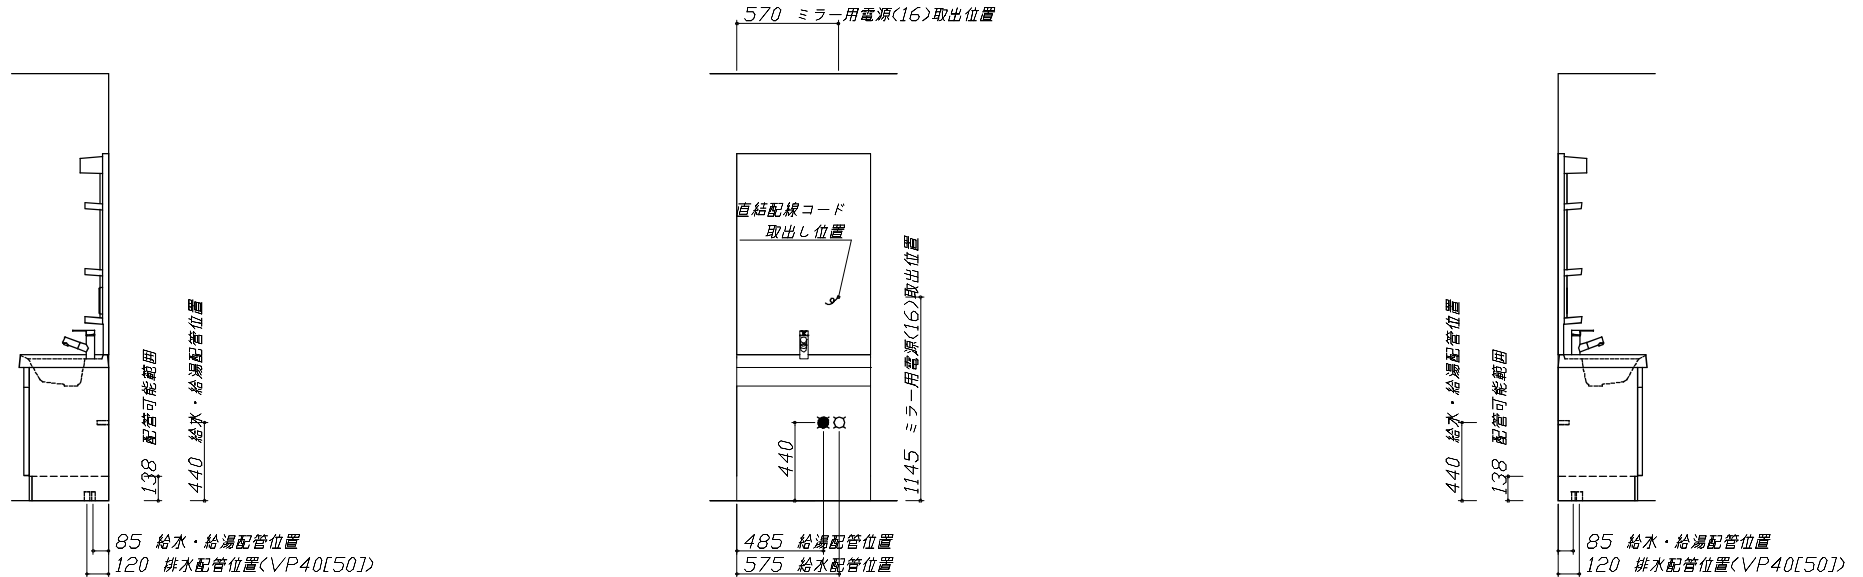 570 ミラー用電源(16)取出位置
直結配線コード
取出し位置
138 配管可能範囲
440 給水・給湯配管位置
85 給水・給湯配管位置
120 排水配管位置(VP40[50])
440
1145 ミラー用電源(16)取出位置
485 給湯配管位置
575 給水配管位置
440 給水・給湯配管位置
138 配管可能範囲
85 給水・給湯配管位置
120 排水配管位置(VP40[50])